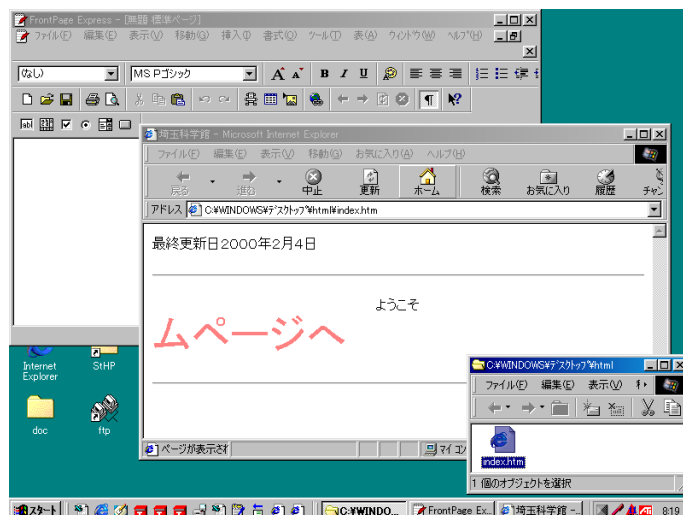 FrontPage Express - [無題 標準ページ]
ファイル(F) 編集(E) 表示(V) 移動(G) 挿入(I) 書式(O) ツール(T) 表(A) ウィンドウ(W) ヘルプ(H)
(なし) MS Pゴシック
埼玉科学館 - Microsoft Internet Explorer
ファイル(F) 編集(E) 表示(V) 移動(G) お気に入り(A) ヘルプ(H)
戻る 進む 中止 更新 ホーム 検索 お気に入り 履歴 チャン
アドレス C:¥WINDOWS¥デスクトップ¥html¥index.htm
最終更新日2000年2月4日
ようこそ
ムページへ
Internet Explorer
StHP
doc
ftp
ページが表示され
マイ コン
C:¥WINDOWS¥デスクトップ¥html
ファイル(F) 編集(E) 表示(V)
index.htm
1 個のオブジェクトを選択
スタート C:¥WINDO... FrontPage Ex... 埼玉科学館 -... 8:19